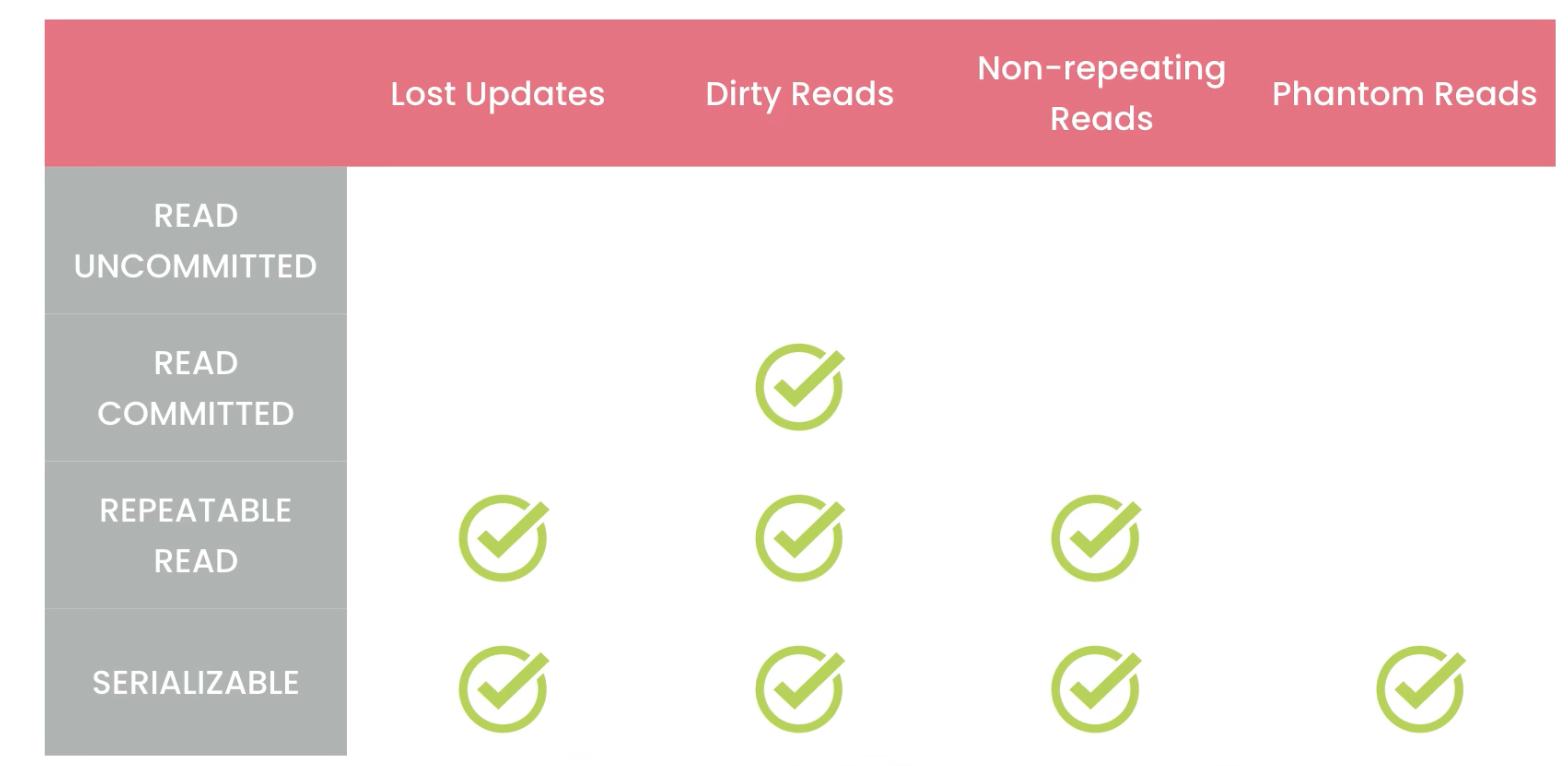 Lost Updates
Dirty Reads
Non-repeating
Reads
Phantom Reads
READ
UNCOMMITTED
READ
COMMITTED
REPEATABLE
READ
SERIALIZABLE